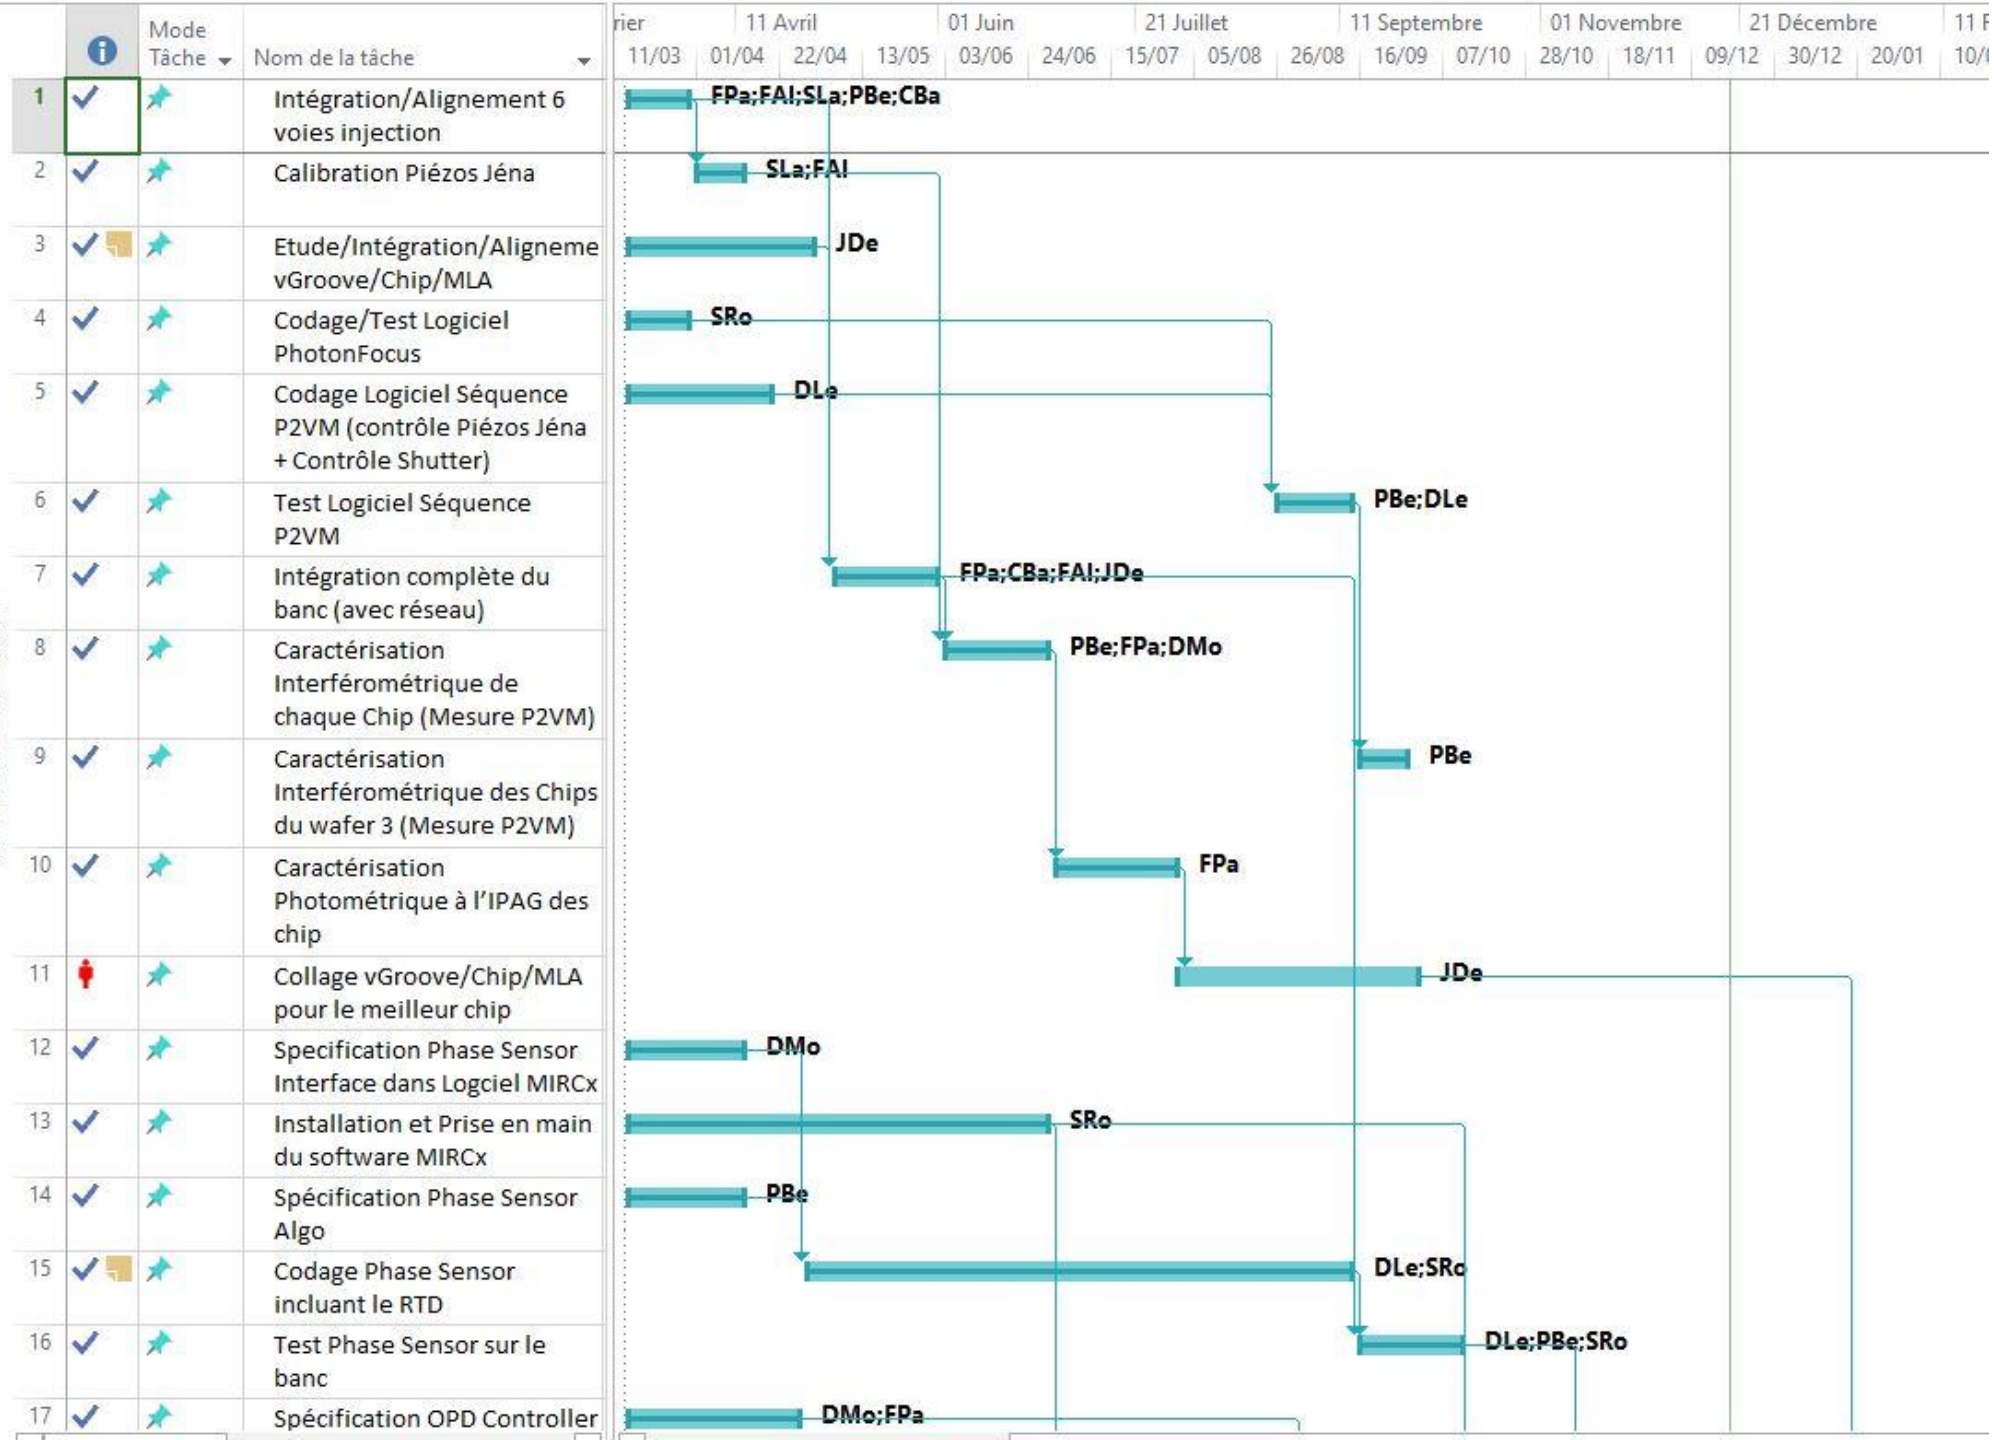 rier 11 Avril 01 Juin 21 Juillet 11 Septembre 01 Novembre 21 Décembre 11 F
Mode
Tâche Nom de la tâche 11/03 01/04 22/04 13/05 03/06 24/06 15/07 05/08 26/08 16/09 07/10 28/10 18/11 09/12 30/12 20/01 10/0
1 Intégration/Alignement 6 FPa;FAl;SLa;PBe;CBa
voies injection
2 Calibration Piézos Jéna SLa;FAl
3 Etude/Intégration/Aligneme JDe
vGroove/Chip/MLA
4 Codage/Test Logiciel SRo
PhotonFocus
5 Codage Logiciel Séquence DLe
P2VM (contrôle Piézos Jéna
+ Contrôle Shutter)
6 Test Logiciel Séquence PBe;DLe
P2VM
7 Intégration complète du FPa;CBa;FAl;JDe
banc (avec réseau)
8 Caractérisation PBe;FPa;DMo
Interférométrique de
chaque Chip (Mesure P2VM)
9 Caractérisation PBe
Interférométrique des Chips
du wafer 3 (Mesure P2VM)
10 Caractérisation FPa
Photométrique à l’IPAG des
chip
11 Collage vGroove/Chip/MLA JDe
pour le meilleur chip
12 Specification Phase Sensor DMo
Interface dans Logciel MIRCx
13 Installation et Prise en main SRo
du software MIRCx
14 Spécification Phase Sensor PBe
Algo
15 Codage Phase Sensor DLe;SRo
incluant le RTD
16 Test Phase Sensor sur le DLe;PBe;SRo
banc
17 Spécification OPD Controller DMo;FPa